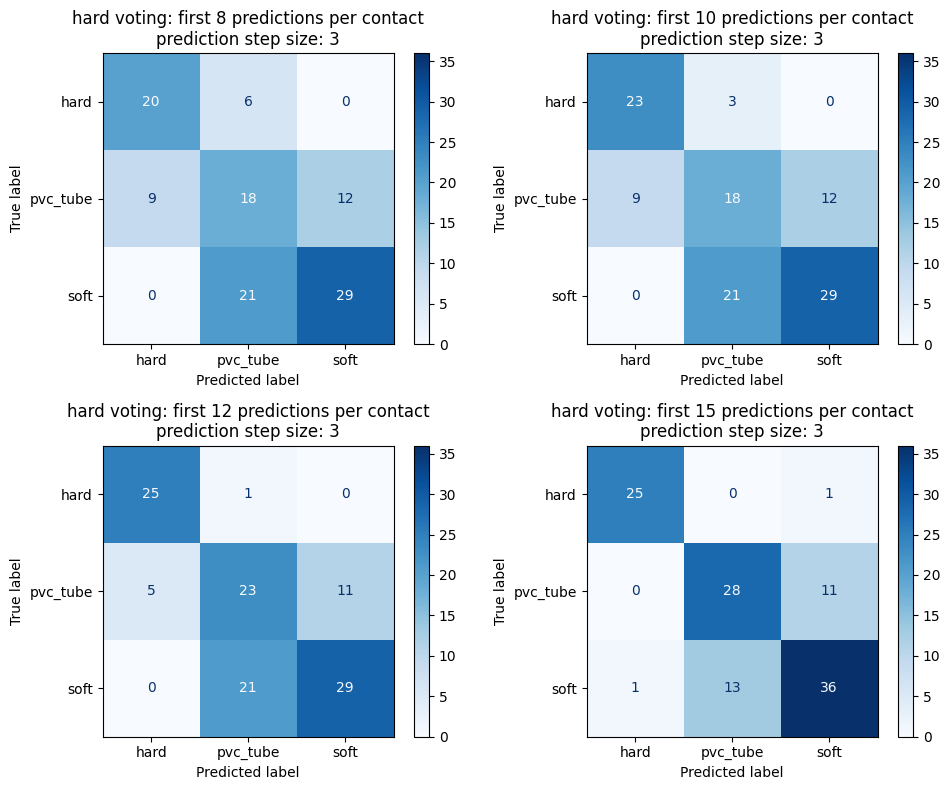 hard voting: first 8 predictions per contact
prediction step size: 3
hard
pvc_tube
soft
True label
20 6 0
9 18 12
0 21 29
hard pvc_tube soft
Predicted label
35
30
25
20
15
10
5
0
hard voting: first 10 predictions per contact
prediction step size: 3
hard
pvc_tube
soft
True label
23 3 0
9 18 12
0 21 29
hard pvc_tube soft
Predicted label
35
30
25
20
15
10
5
0
hard voting: first 12 predictions per contact
prediction step size: 3
hard
pvc_tube
soft
True label
25 1 0
5 23 11
0 21 29
hard pvc_tube soft
Predicted label
35
30
25
20
15
10
5
0
hard voting: first 15 predictions per contact
prediction step size: 3
hard
pvc_tube
soft
True label
25 0 1
0 28 11
1 13 36
hard pvc_tube soft
Predicted label
35
30
25
20
15
10
5
0